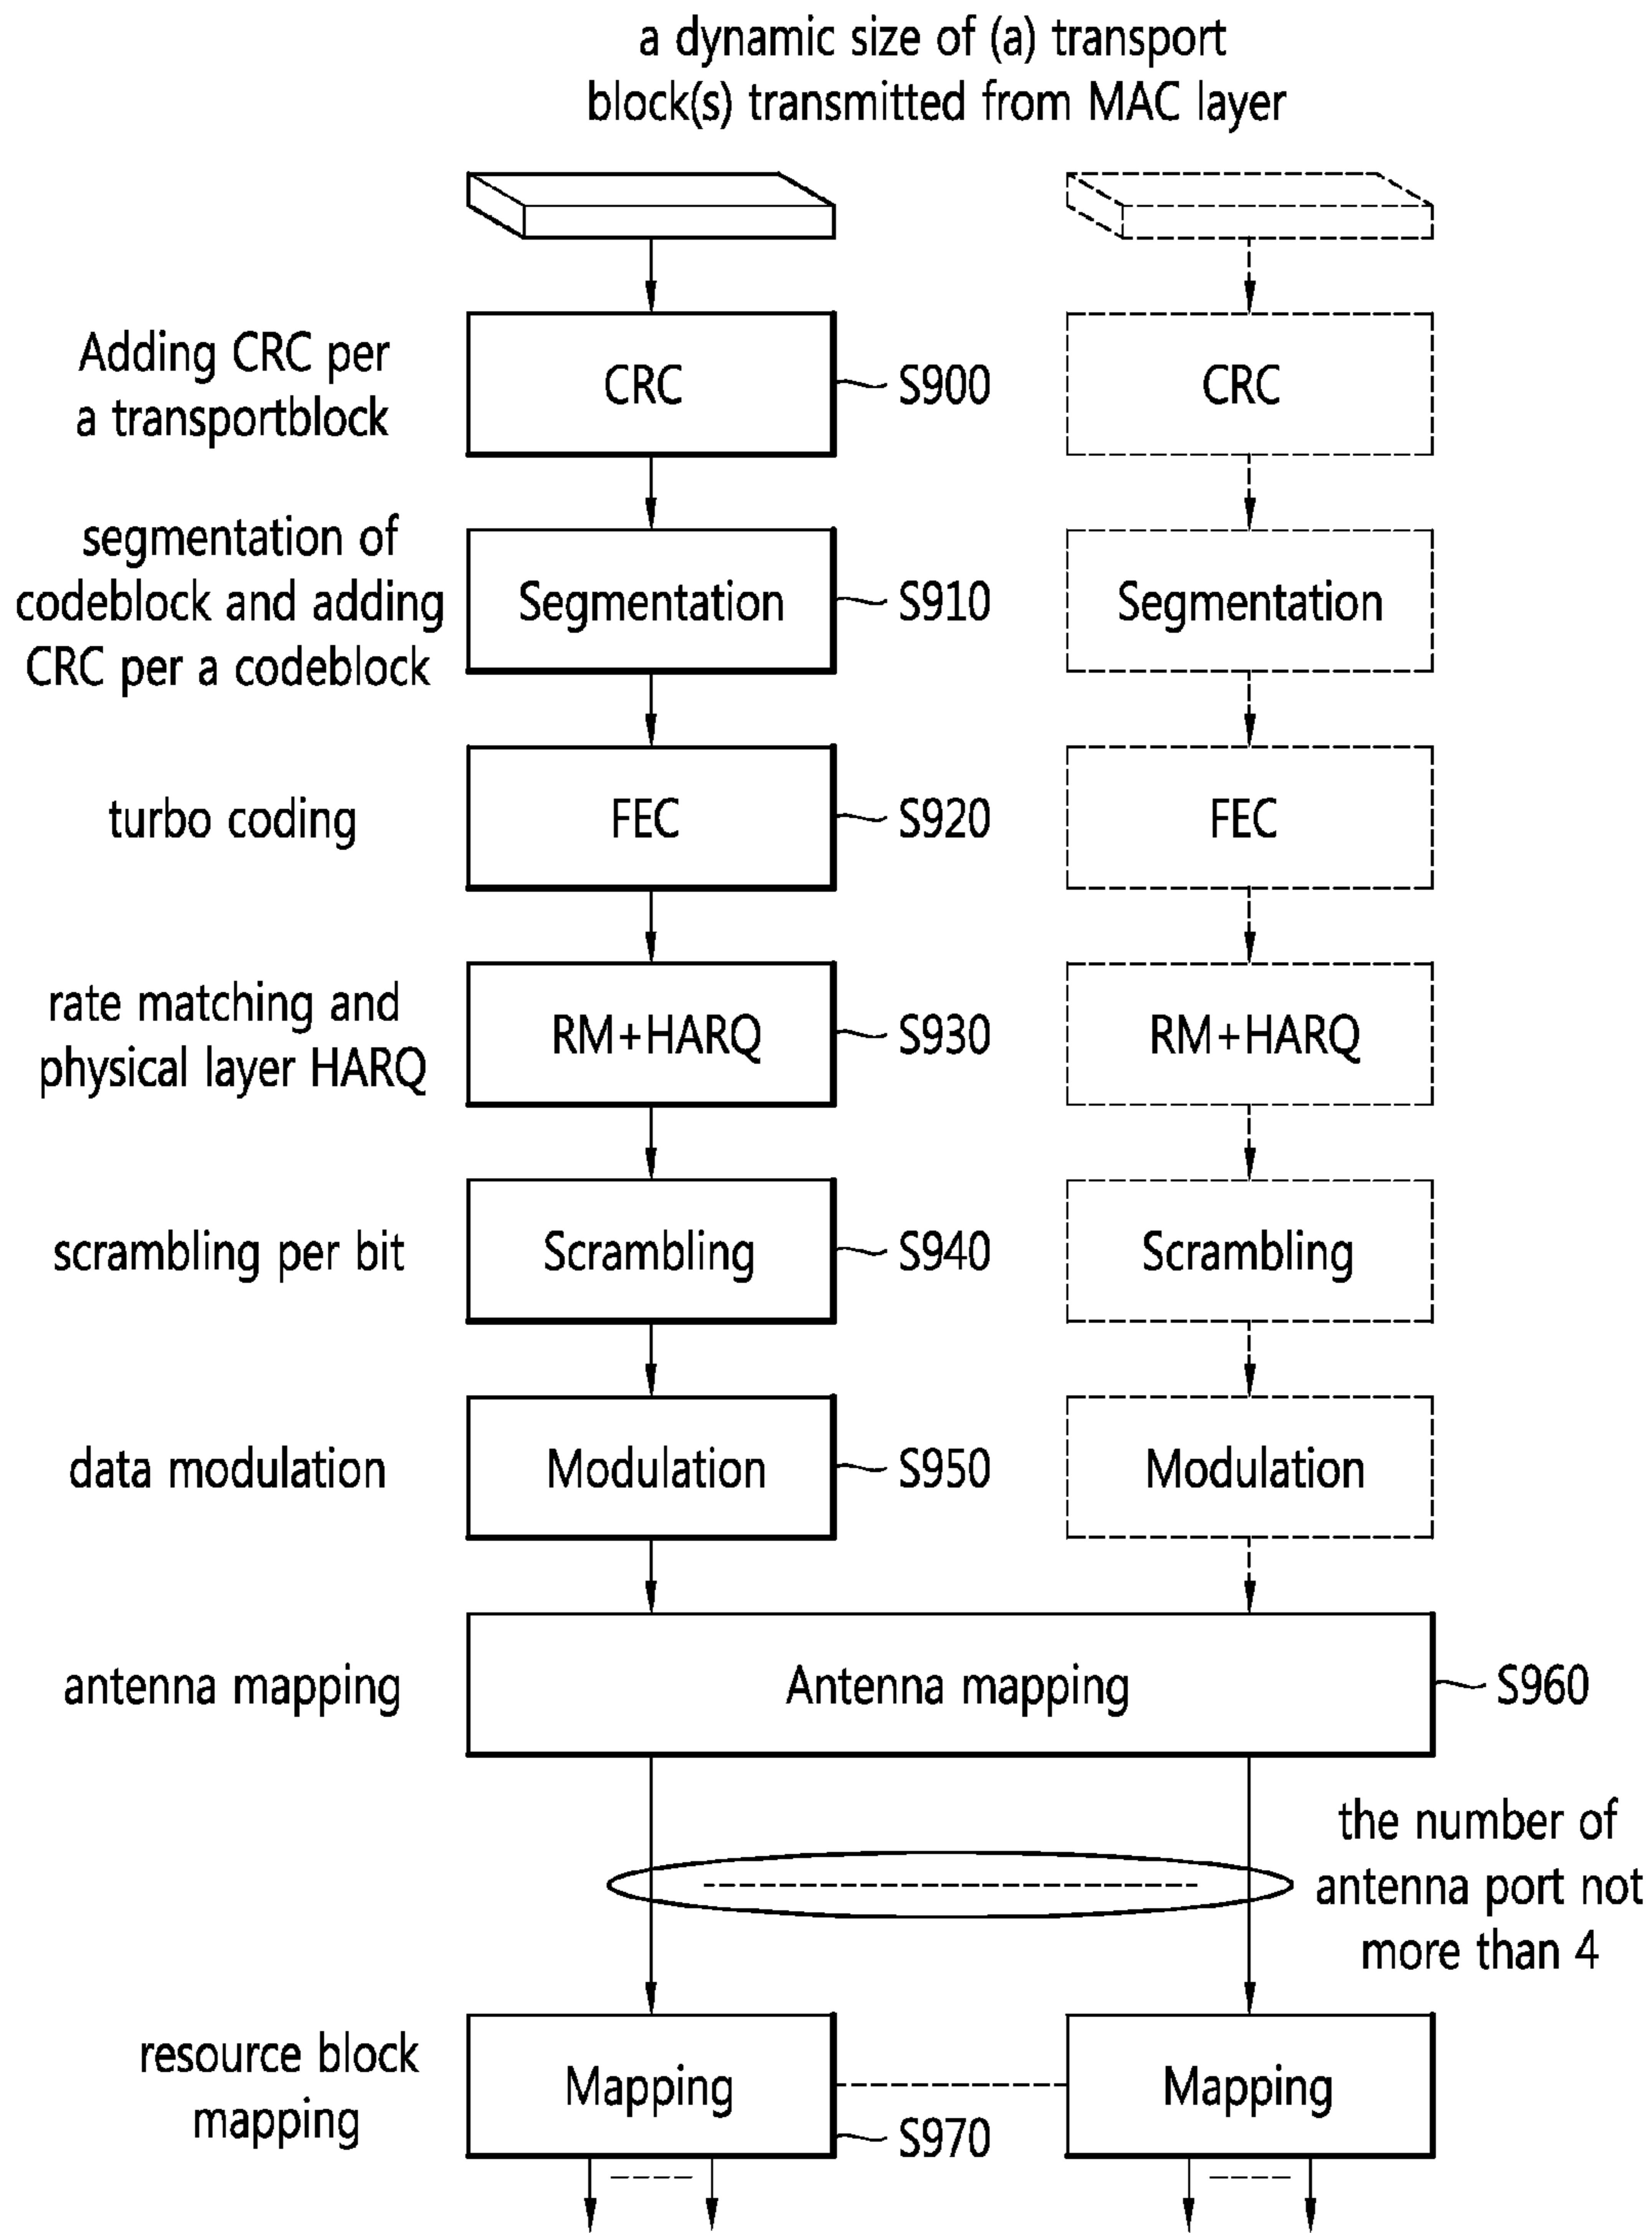 a dynamic size of (a) transport
block(s) transmitted from MAC layer
Adding CRC per
a transportblock
CRC
S900
CRC
segmentation of
codeblock and adding
CRC per a codeblock
Segmentation
S910
Segmentation
turbo coding
FEC
S920
FEC
rate matching and
physical layer HARQ
RM+HARQ
S930
RM+HARQ
scrambling per bit
Scrambling
S940
Scrambling
data modulation
Modulation
S950
Modulation
antenna mapping
Antenna mapping
S960
the number of
antenna port not
more than 4
resource block
mapping
Mapping
S970
Mapping